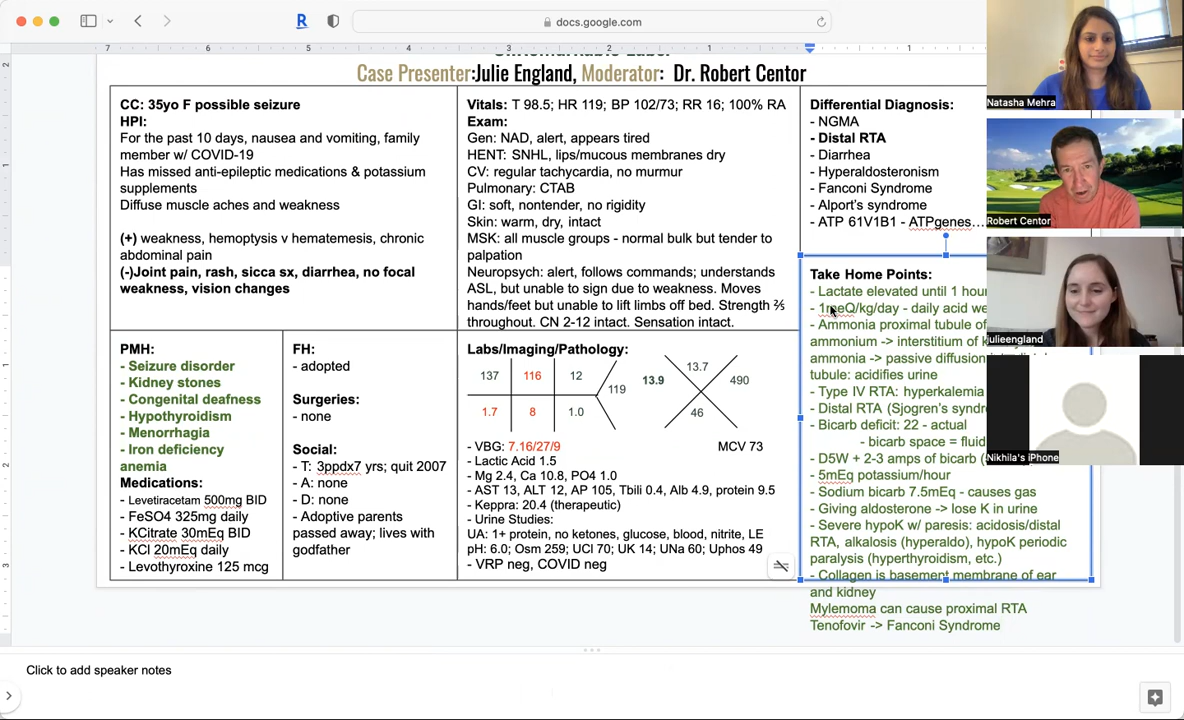 docs.google.com
7 6 5 4 3 2 1 1
2
1
1
2
3
Case Presenter:Julie England, Moderator: Dr. Robert Centor
CC: 35yo F possible seizure
HPI:
For the past 10 days, nausea and vomiting, family
member w/ COVID-19
Has missed anti-epileptic medications & potassium
supplements
Diffuse muscle aches and weakness
(+) weakness, hemoptysis v hematemesis, chronic
abdominal pain
(-)Joint pain, rash, sicca sx, diarrhea, no focal
weakness, vision changes
Vitals: T 98.5; HR 119; BP 102/73; RR 16; 100% RA
Exam:
Gen: NAD, alert, appears tired
HENT: SNHL, lips/mucous membranes dry
CV: regular tachycardia, no murmur
Pulmonary: CTAB
GI: soft, nontender, no rigidity
Skin: warm, dry, intact
MSK: all muscle groups - normal bulk but tender to
palpation
Neuropsych: alert, follows commands; understands
ASL, but unable to sign due to weakness. Moves
hands/feet but unable to lift limbs off bed. Strength ⅖
throughout. CN 2-12 intact. Sensation intact.
Differential Diagnosis:
- NGMA
- Distal RTA
- Diarrhea
- Hyperaldosteronism
- Fanconi Syndrome
- Alport's syndrome
- ATP 61V1B1 - ATPgenes...
Take Home Points:
- Lactate elevated until 1 hour
- 1meQ/kg/day - daily acid we
- Ammonia proximal tubule of
ammonium -> interstitium of k
ammonia -> passive diffusion
tubule: acidifies urine
- Type IV RTA: hyperkalemia
- Distal RTA (Sjogren's syndr
- Bicarb deficit: 22 - actual
- bicarb space = fluid
- D5W + 2-3 amps of bicarb (
- 5mEq potassium/hour
- Sodium bicarb 7.5mEq - causes gas
- Giving aldosterone -> lose K in urine
- Severe hypoK w/ paresis: acidosis/distal
RTA, alkalosis (hyperaldo), hypoK periodic
paralysis (hyperthyroidism, etc.)
- Collagen is basement membrane of ear
and kidney
Mylemoma can cause proximal RTA
Tenofovir -> Fanconi Syndrome
PMH:
- Seizure disorder
- Kidney stones
- Congenital deafness
- Hypothyroidism
- Menorrhagia
- Iron deficiency
anemia
Medications:
- Levetiracetam 500mg BID
- FeSO4 325mg daily
- KCitrate 30mEq BID
- KCl 20mEq daily
- Levothyroxine 125 mcg
FH:
- adopted
Surgeries:
- none
Social:
- T: 3ppdx7 yrs; quit 2007
- A: none
- D: none
- Adoptive parents
passed away; lives with
godfather
Labs/Imaging/Pathology:
137 116 12 119
1.7 8 1.0
13.9 13.7 490 46
- VBG: 7.16/27/9 MCV 73
- Lactic Acid 1.5
- Mg 2.4, Ca 10.8, PO4 1.0
- AST 13, ALT 12, AP 105, Tbili 0.4, Alb 4.9, protein 9.5
- Keppra: 20.4 (therapeutic)
- Urine Studies:
UA: 1+ protein, no ketones, glucose, blood, nitrite, LE
pH: 6.0; Osm 259; UCl 70; UK 14; UNa 60; Uphos 49
- VRP neg, COVID neg
Click to add speaker notes
Natasha Mehra
Robert Centor
julieengland
Nikhila's iPhone